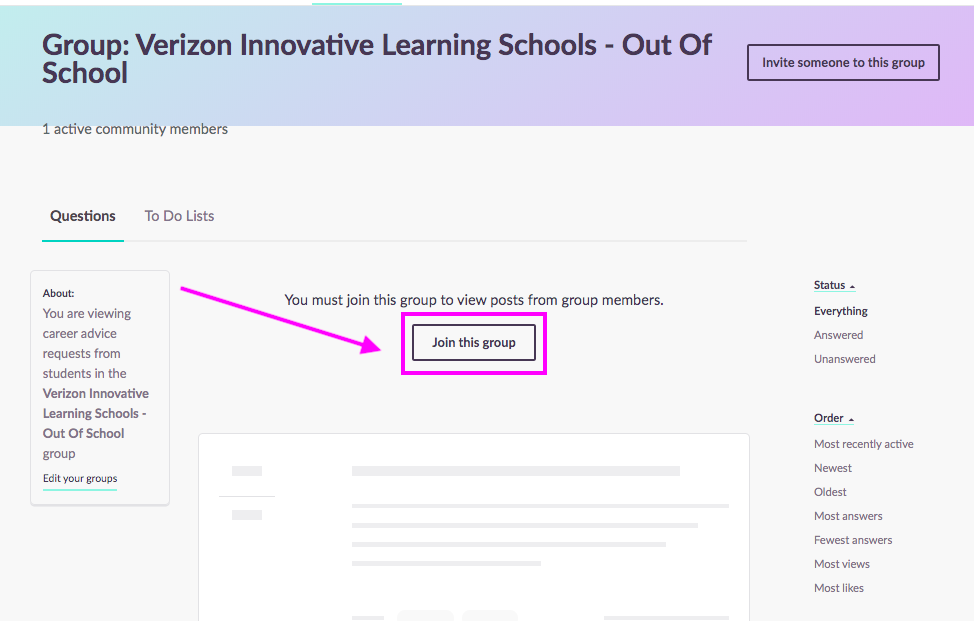 Group: Verizon Innovative Learning Schools - Out Of
School
Invite someone to this group
1 active community members
Questions
To Do Lists
About:
You are viewing
career advice
requests from
students in the
Verizon Innovative
Learning Schools -
Out Of School
group
Edit your groups
You must join this group to view posts from group members.
Join this group
Status
Everything
Answered
Unanswered
Order
Most recently active
Newest
Oldest
Most answers
Fewest answers
Most views
Most likes